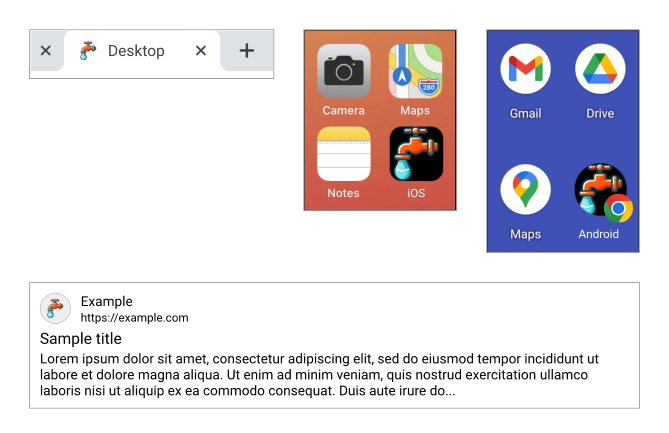 Desktop
Camera
Maps
280
Notes
iOS
Gmail
Drive
Maps
Android
Example
https://example.com
Sample title
Lorem ipsum dolor sit amet, consectetur adipiscing elit, sed do eiusmod tempor incididunt ut
labore et dolore magna aliqua. Ut enim ad minim veniam, quis nostrud exercitation ullamco
laboris nisi ut aliquip ex ea commodo consequat. Duis aute irure do...